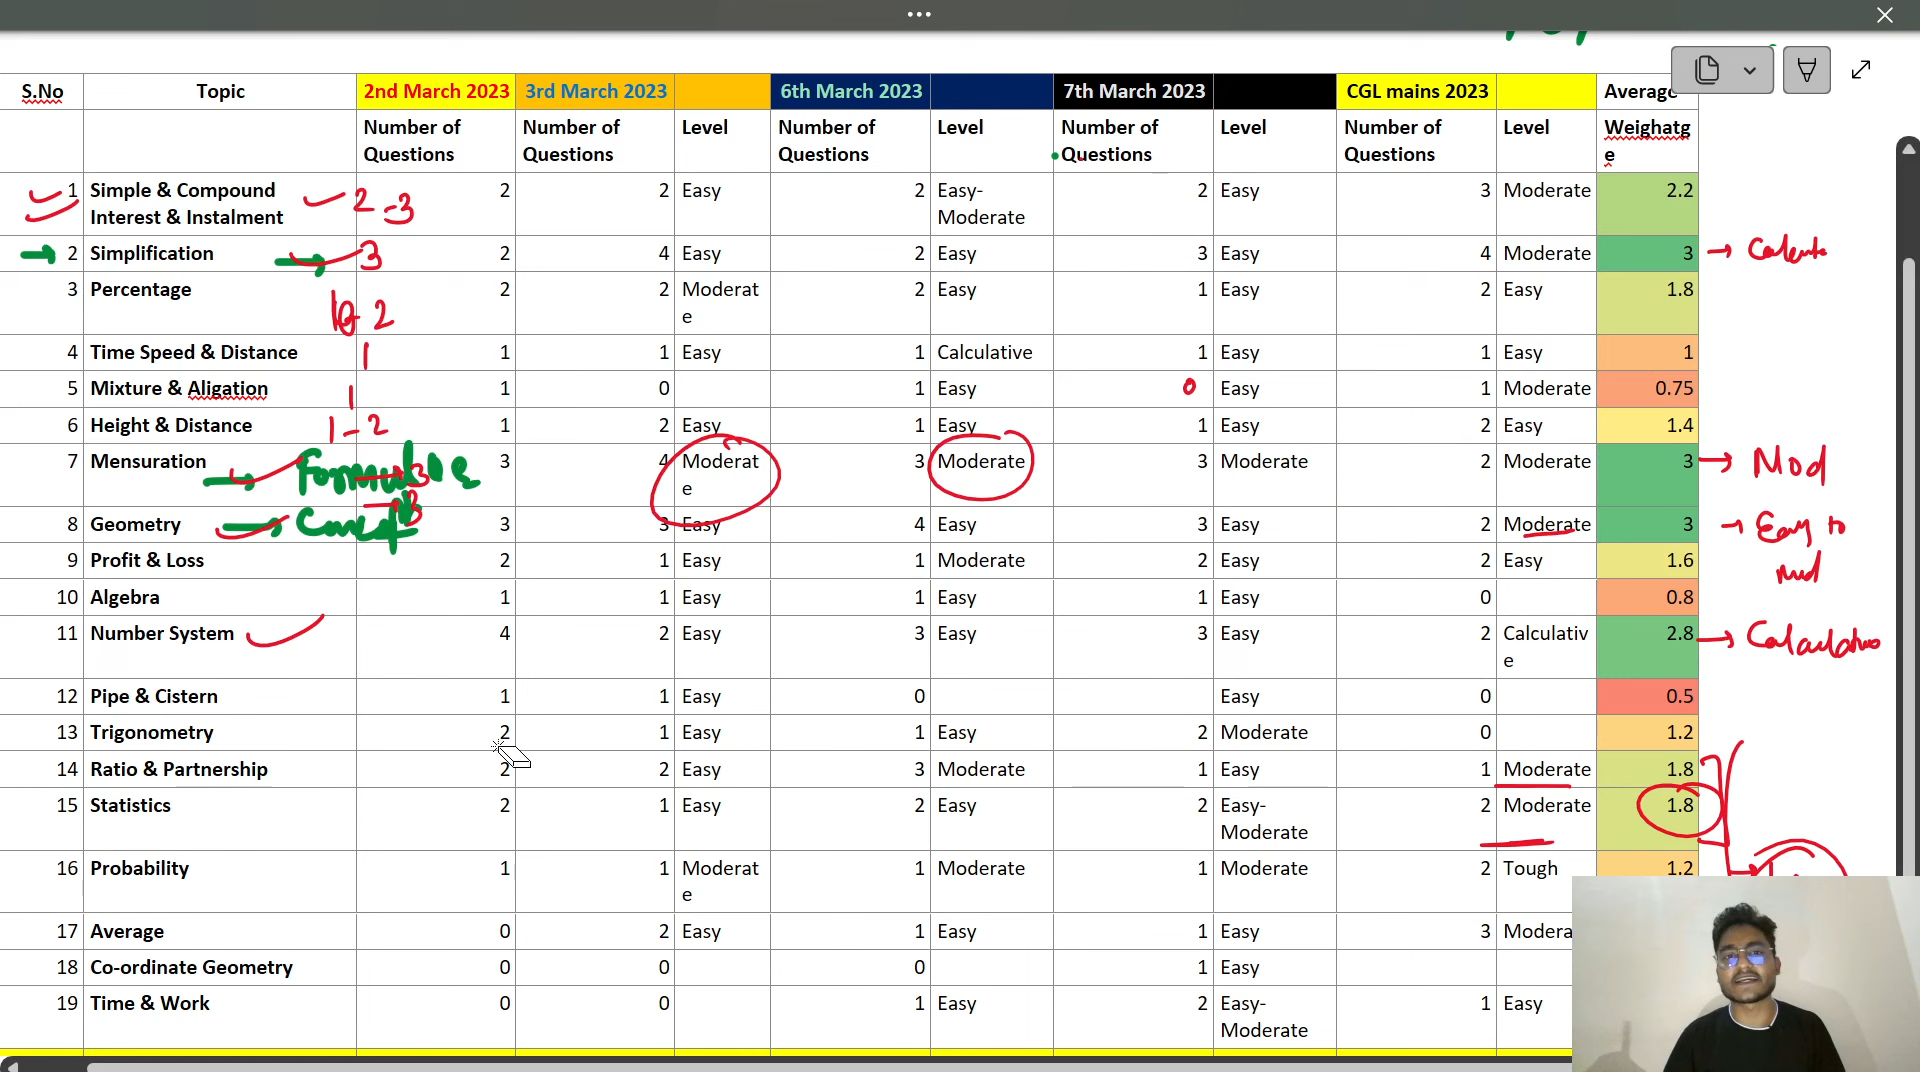 S.No Topic 2nd March 2023 3rd March 2023 6th March 2023 7th March 2023 CGL mains 2023 Average
Number of Questions Number of Questions Level Number of Questions Level Number of Questions Level Number of Questions Level Weighatge
1 Simple & Compound Interest & Instalment 2 -3 2 2 Easy 2 Easy-Moderate 2 Easy 3 Moderate 2.2
2 Simplification 3 2 4 Easy 2 Easy 3 Easy 4 Moderate 3
3 Percentage 2 2 2 Moderate 2 Easy 1 Easy 2 Easy 1.8
4 Time Speed & Distance 1 1 1 Easy 1 Calculative 1 Easy 1 Easy 1
5 Mixture & Aligation 1 1 0 1 Easy 0 Easy 1 Moderate 0.75
6 Height & Distance 1-2 1 2 Easy 1 Easy 1 Easy 2 Easy 1.4
7 Mensuration 3 3 4 Moderate 3 Moderate 3 Moderate 2 Moderate 3 → Mod
8 Geometry 3 3 3 Easy 4 Easy 3 Easy 2 Moderate 3 → Easy to
mod
9 Profit & Loss 2 1 Easy 1 Moderate 2 Easy 2 Easy 1.6
10 Algebra 1 1 Easy 1 Easy 1 Easy 0 0.8
11 Number System 4 2 Easy 3 Easy 3 Easy 2 Calculative 2.8
12 Pipe & Cistern 1 1 Easy 0 Easy 0 0.5
13 Trigonometry 2 1 Easy 1 Easy 2 Moderate 0 1.2
14 Ratio & Partnership 2 2 Easy 3 Moderate 1 Easy 1 Moderate 1.8
15 Statistics 2 1 Easy 2 Easy 2 Easy-Moderate 2 Moderate 1.8
16 Probability 1 1 Moderate 1 Moderate 1 Moderate 2 Tough 1.2
17 Average 0 2 Easy 1 Easy 1 Easy 3
18 Co-ordinate Geometry 0 0 0 1 Easy
19 Time & Work 0 0 1 Easy 2 Easy-Moderate 1 Easy